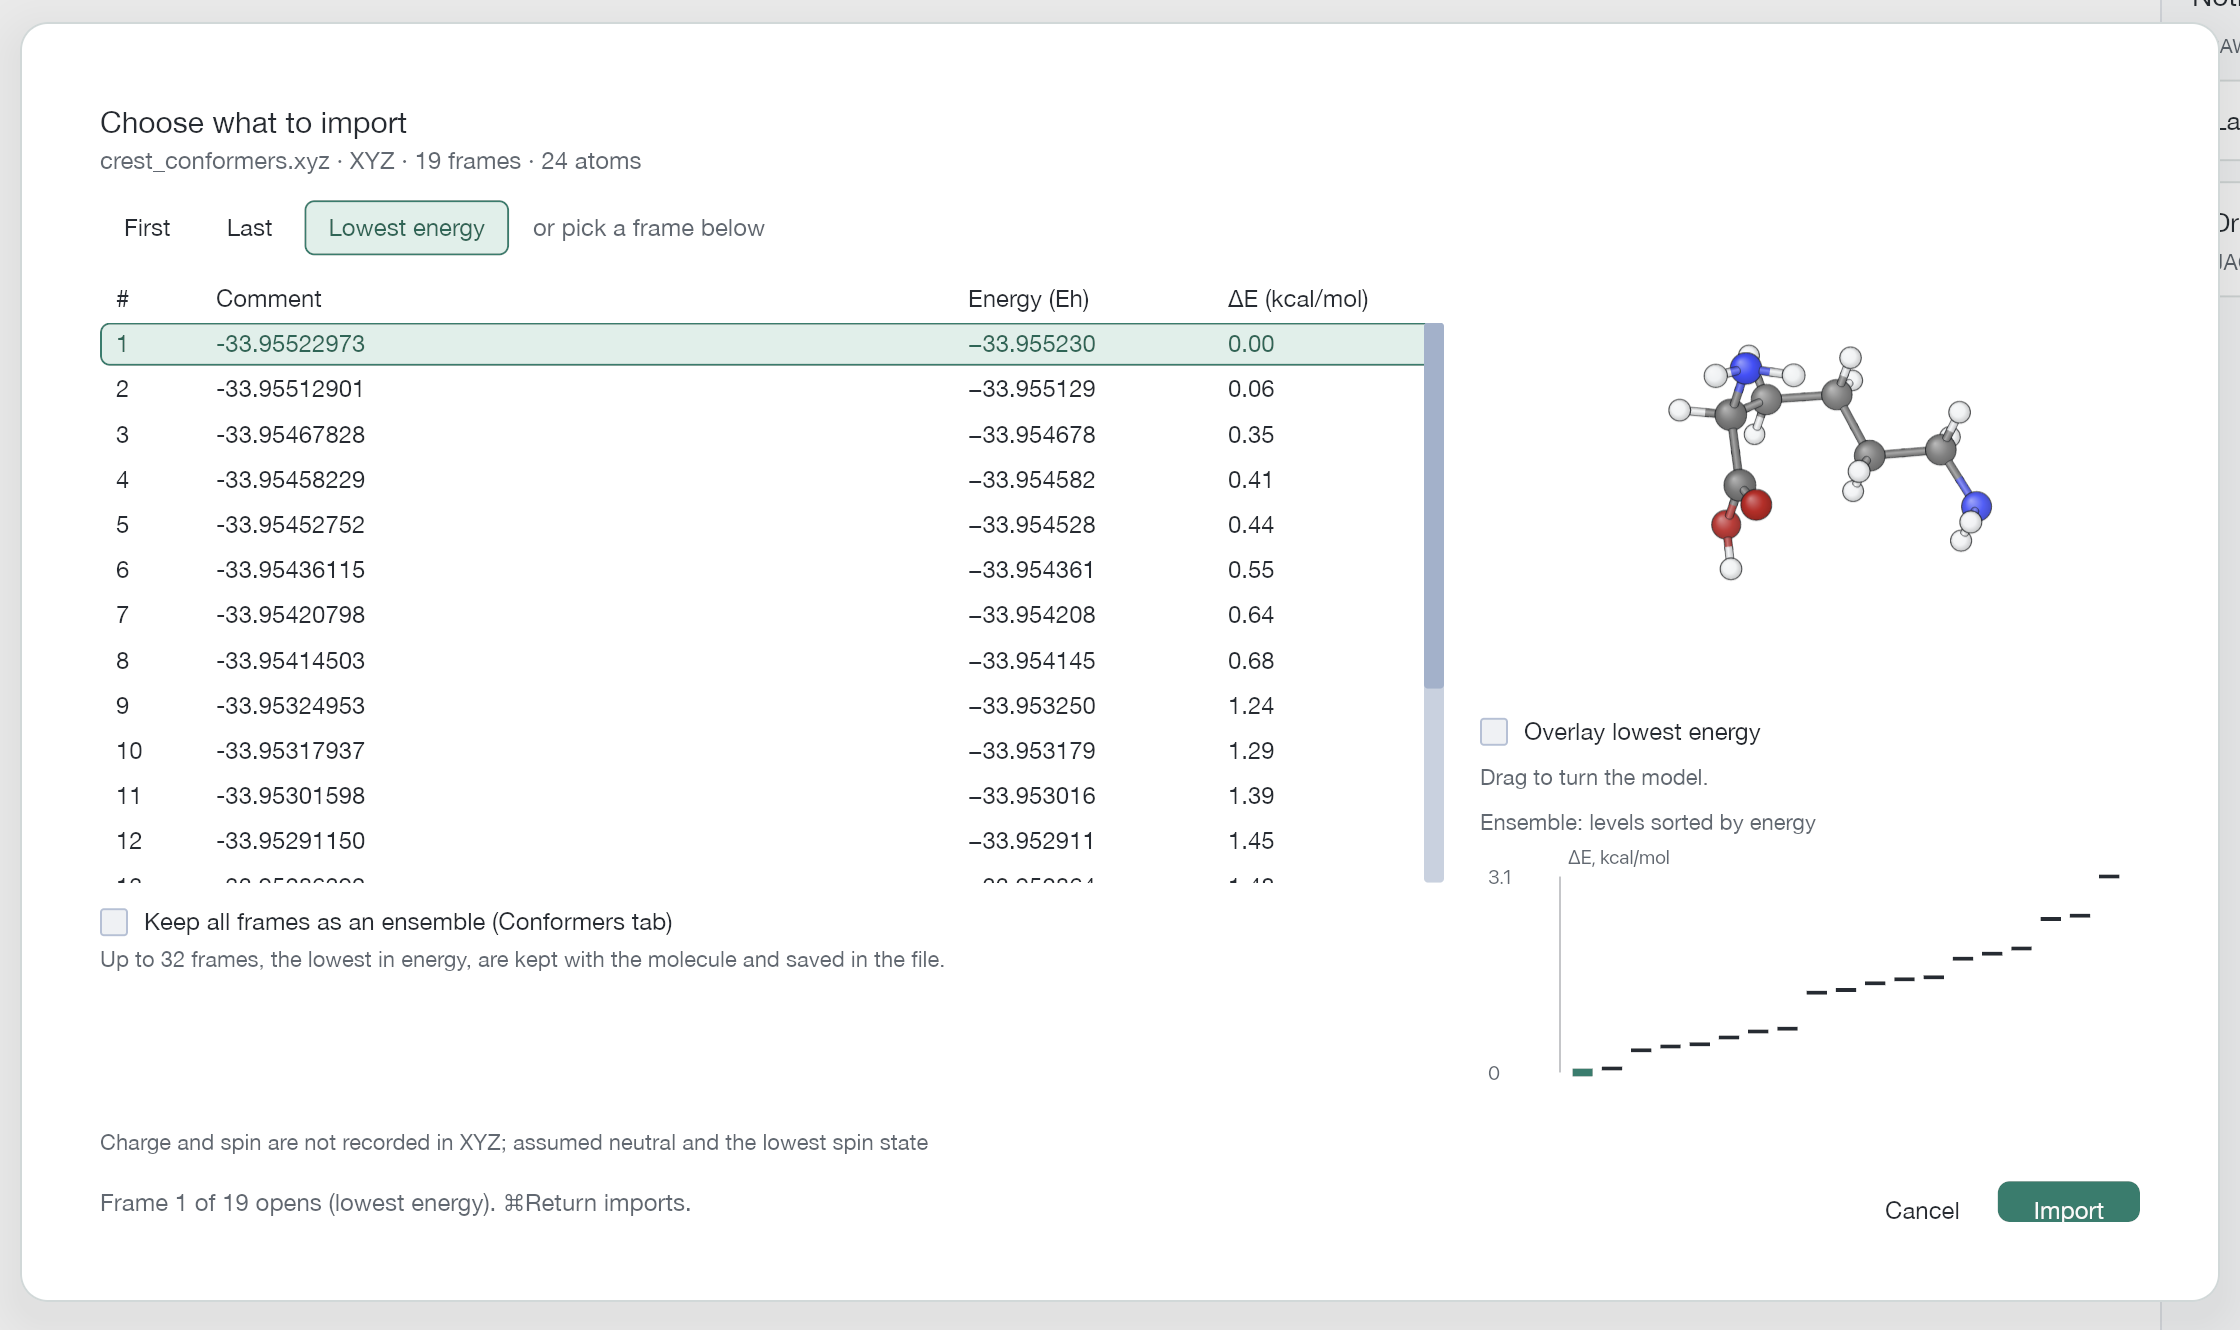 Choose what to import
crest_conformers.xyz · XYZ · 19 frames · 24 atoms
First Last Lowest energy or pick a frame below
# Comment Energy (Eh) ΔE (kcal/mol)
1 -33.95522973 −33.955230 0.00
2 -33.95512901 −33.955129 0.06
3 -33.95467828 −33.954678 0.35
4 -33.95458229 −33.954582 0.41
5 -33.95452752 −33.954528 0.44
6 -33.95436115 −33.954361 0.55
7 -33.95420798 −33.954208 0.64
8 -33.95414503 −33.954145 0.68
9 -33.95324953 −33.953250 1.24
10 -33.95317937 −33.953179 1.29
11 -33.95301598 −33.953016 1.39
12 -33.95291150 −33.952911 1.45
Keep all frames as an ensemble (Conformers tab)
Up to 32 frames, the lowest in energy, are kept with the molecule and saved in the file.
Overlay lowest energy
Drag to turn the model.
Ensemble: levels sorted by energy
ΔE, kcal/mol
3.1
0
Charge and spin are not recorded in XYZ; assumed neutral and the lowest spin state
Frame 1 of 19 opens (lowest energy). ⌘Return imports.
Cancel Import